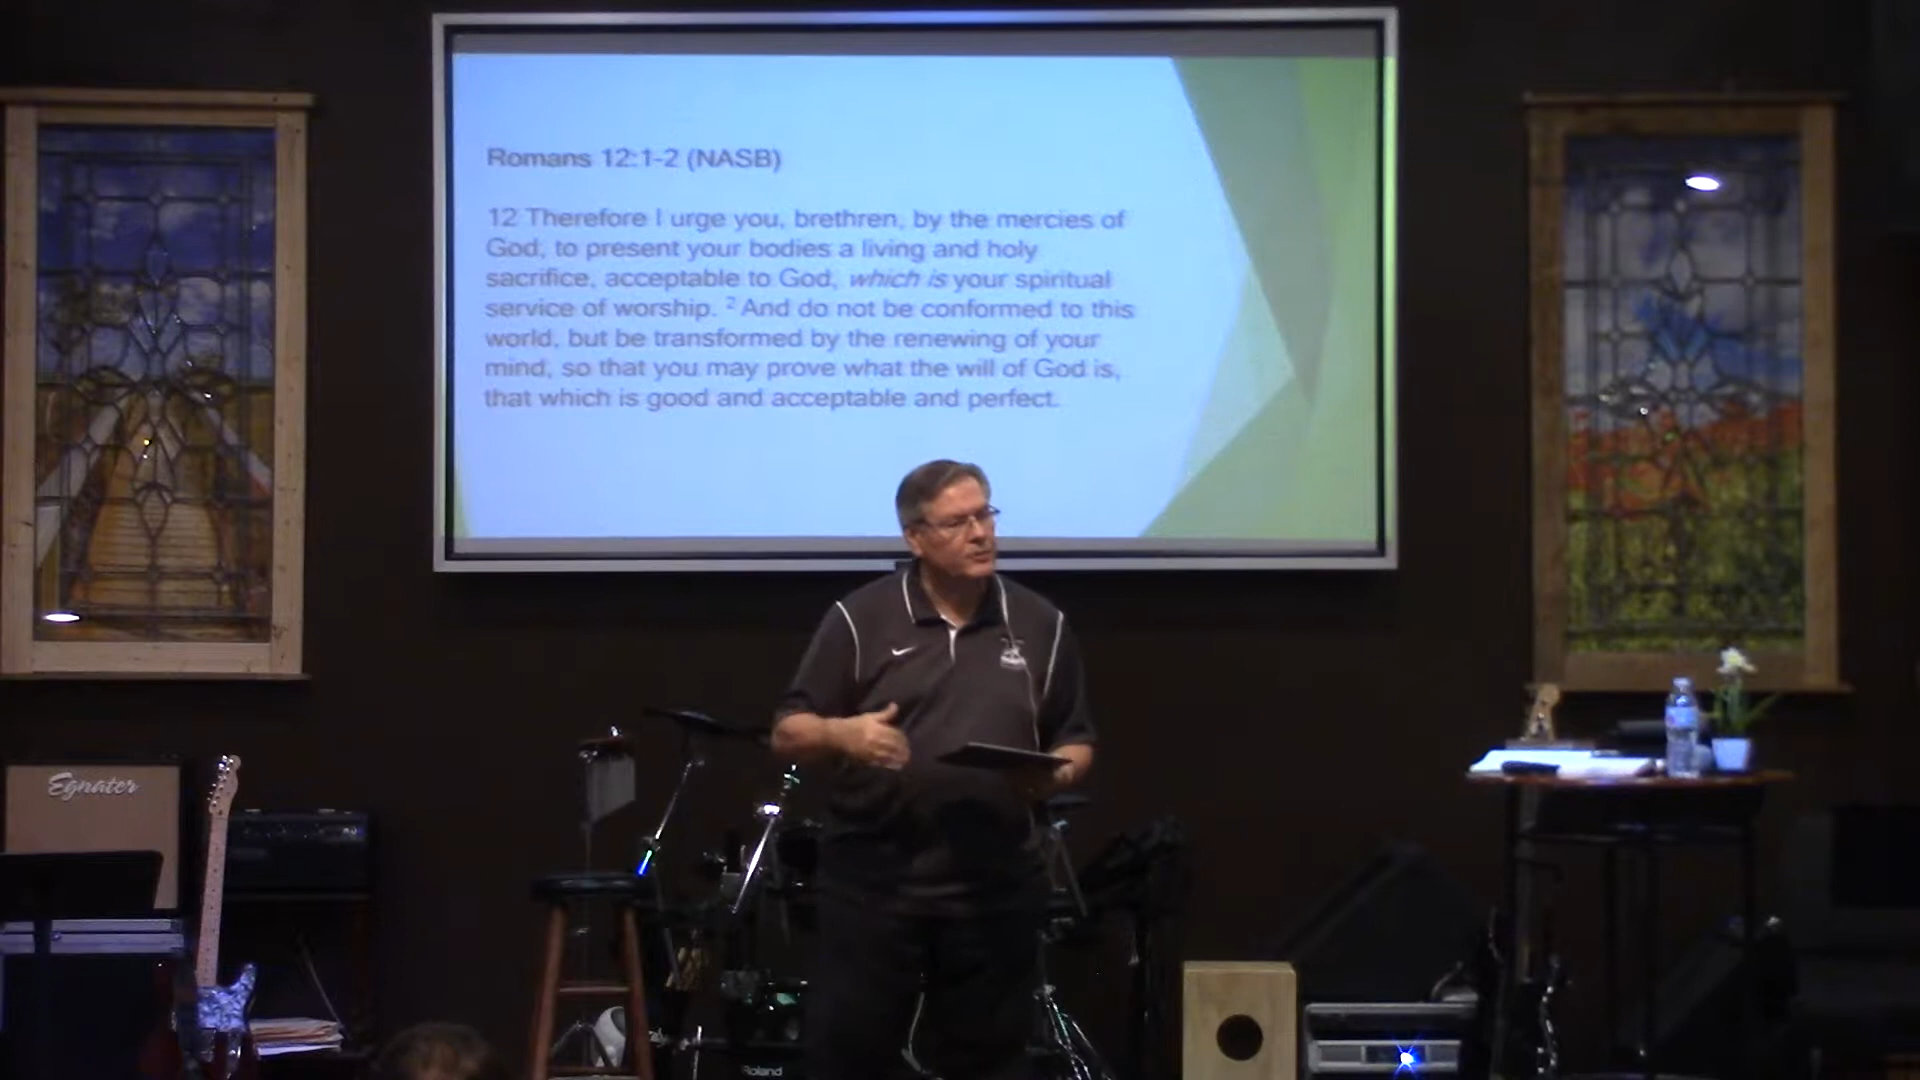 Romans 12:1-2 (NASB)
12 Therefore I urge you, brethren, by the mercies of
God, to present your bodies a living and holy
sacrifice, acceptable to God, which is your spiritual
service of worship. 2 And do not be conformed to this
world, but be transformed by the renewing of your
mind, so that you may prove what the will of God is,
that which is good and acceptable and perfect.
Egnater
Roland